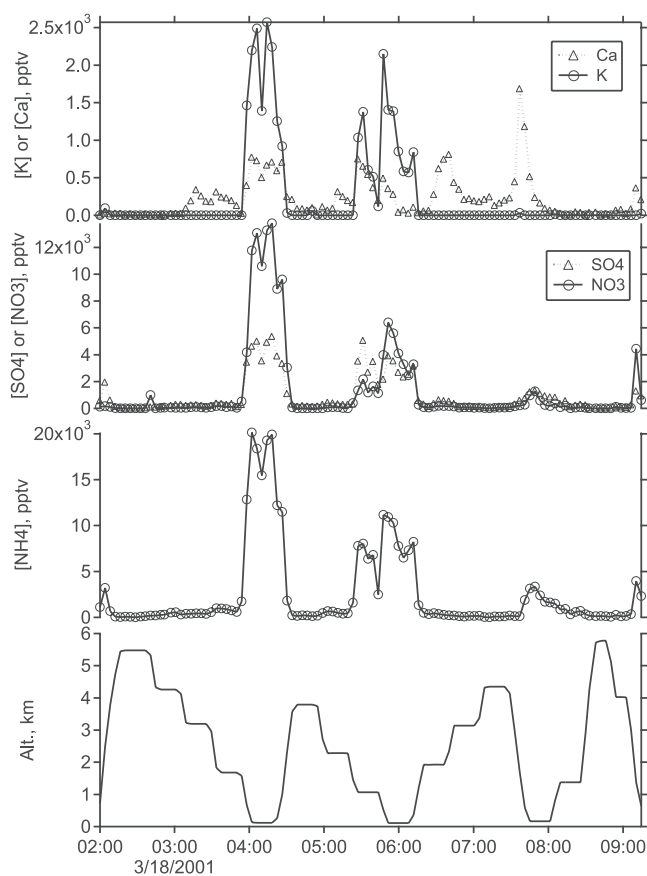 2.5x10³
2.0
1.5
1.0
0.5
0.0
[K] or [Ca], pptv
Ca
K
12x10³
10
8
6
4
2
0
[SO4] or [NO3], pptv
SO4
NO3
20x10³
15
10
5
0
[NH4], pptv
6
5
4
3
2
1
0
Alt., km
02:00 03:00 04:00 05:00 06:00 07:00 08:00 09:00
3/18/2001